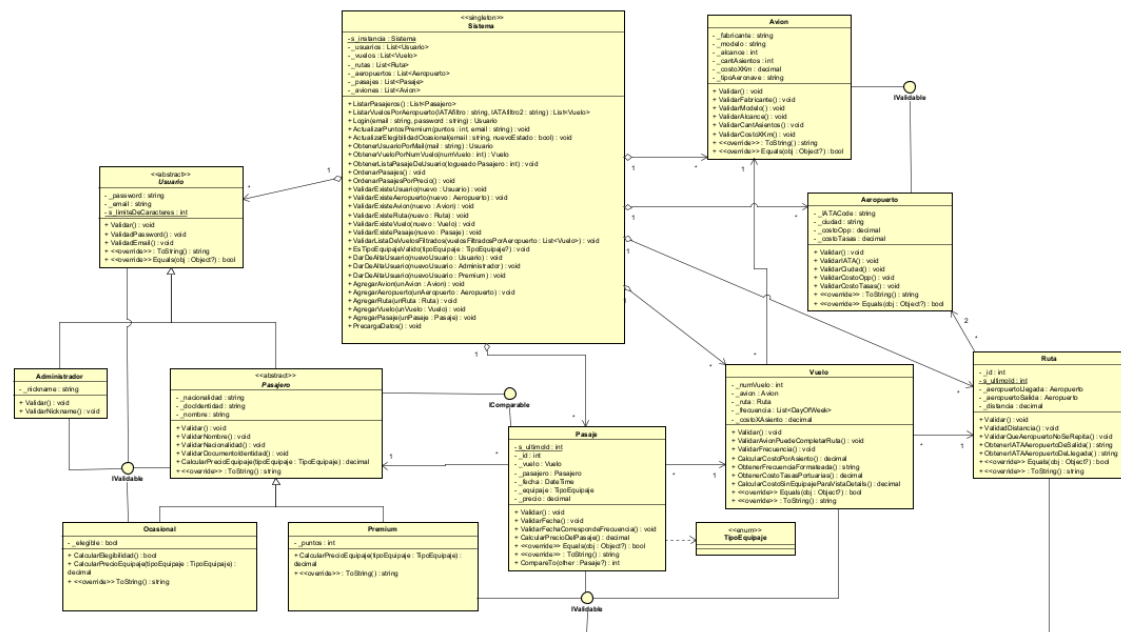 <<singleton>>
Sistema
- s_instancia : Sistema
- _usuarios : List<Usuario>
- _vuelos : List<Vuelo>
- _rutas : List<Ruta>
- _aeropuertos : List<Aeropuerto>
- _pasajes : List<Pasaje>
- _aviones : List<Avion>
+ ListarPasajeros() : List<Pasajero>
+ ListarVuelosPorAeropuerto(IATAfiltro : string, IATAfiltro2 : string) : List<Vuelo>
+ Login(email : string, password : string) : Usuario
+ ActualizarPuntosPremium(puntos : int, email : string) : void
+ ActualizarElegibilidadOcasional(email : string, nuevoEstado : bool) : void
+ ObtenerUsuarioPorMail(mail : string) : Usuario
+ ObtenerVueloPorNumVuelo(numVuelo : int) : Vuelo
+ ObtenerListaPasajeDeUsuario(logueado Pasajero : int) : void
+ OrdenarPasajes() : void
+ OrdenarPasajesPorPrecio() : void
+ ValidarExisteUsuario(nuevo : Usuario) : void
+ ValidarExisteAeropuerto(nuevo : Aeropuerto) : void
+ ValidarExisteAvion(nuevo : Avion) : void
+ ValidarExisteRuta(nuevo : Ruta) : void
+ ValidarExisteVuelo(nuevo : Vuelo) : void
+ ValidarExistePasaje(nuevo : Pasaje) : void
+ ValidarListaDeVuelosFiltrados(vuelosFiltradosPorAeropuerto : List<Vuelo>) : void
+ EsTipoEquipajeValido(tipoEquipaje : TipoEquipaje?) : void
+ DarDeAltaUsuario(nuevoUsuario : Usuario) : void
+ DarDeAltaUsuario(nuevoUsuario : Administrador) : void
+ DarDeAltaUsuario(nuevoUsuario : Premium) : void
+ AgregarAvion(unAvion : Avion) : void
+ AgregarAeropuerto(unAeropuerto : Aeropuerto) : void
+ AgregarRuta(unRuta : Ruta) : void
+ AgregarVuelo(unVuelo : Vuelo) : void
+ AgregarPasaje(unPasaje : Pasaje) : void
+ PrecargaDatos() : void
Avion
- _fabricante : string
- _modelo : string
- _alcance : int
- _cantAsientos : int
- _costoXKm : decimal
- _tipoAeronave : string
+ Validar() : void
+ ValidarFabricante() : void
+ ValidarModelo() : void
+ ValidarAlcance() : void
+ ValidarCantAsientos() : void
+ ValidarCostoXKm() : void
+ <<override>> : ToString() : string
+ <<override>> Equals(obj : Object?) : bool
IValidable
<<abstract>>
Usuario
- _password : string
- _email : string
- s_limiteDeCaracteres : int
+ Validar() : void
+ ValidadPassword() : void
+ ValidadEmail() : void
+ <<override>> : ToString() : string
+ <<override>> Equals(obj : Object?) : bool
Aeropuerto
- _IATACode : string
- _ciudad : string
- _costoOpp : decimal
- _costoTasas : decimal
+ Validar() : void
+ ValidarIATA() : void
+ ValidarCiudad() : void
+ ValidarCostoOpp() : void
+ ValidarCostoTasas() : void
+ <<override>> : ToString() : string
+ <<override>> Equals(obj : Object?) : bool
1
*
1
*
1
*
1
1
*
1
*
2
Administrador
- _nickname : string
+ Validar() : void
+ ValidarNickname() : void
<<abstract>>
Pasajero
- _nacionalidad : string
- _docIdentidad : string
- _nombre : string
+ Validar() : void
+ ValidarNombre() : void
+ ValidarNacionalidad() : void
+ ValidarDocumentoIdentidad() : void
+ CalcularPrecioEquipaje(tipoEquipaje : TipoEquipaje) : decimal
+ <<override>> : ToString() : string
IComparable
Pasaje
- s_ultimoId : int
- _id : int
- _vuelo : Vuelo
- _pasajero : Pasajero
- _fecha : DateTime
- _equipaje : TipoEquipaje
- _precio : decimal
+ Validar() : void
+ ValidarFecha() : void
+ ValidarFechaCorrespondeFrecuencia() : void
+ CalcularPrecioDelPasaje() : decimal
+ <<override>> Equals(obj : Object?) : bool
+ <<override>> : ToString() : string
+ CompareTo(other : Pasaje?) : int
Vuelo
- _numVuelo : int
- _avion : Avion
- _ruta : Ruta
- _frecuencia : List<DayOfWeek>
- _costoXAsiento : decimal
+ Validar() : void
+ ValidarAvionPuedeCompletarRuta() : void
+ ValidarFrecuencia() : void
+ CalcularCostoPorAsiento() : decimal
+ ObtenerFrecuenciaFormateada() : string
+ ObtenerCostoTasasPortuarias() : decimal
+ CalcularCostoSinEquipajeParaVistaDetails() : decimal
+ <<override>> Equals(obj : Object?) : bool
+ <<override>> : ToString() : string
Ruta
- _id : int
- s_ultimoId : int
- _aeropuertoLlegada : Aeropuerto
- _aeropuertoSalida : Aeropuerto
- _distancia : decimal
+ Validar() : void
+ ValidadDistancia() : void
+ ValidarQueAeropuertoNoSeRepita() : void
+ ObtenerIATAAeropuertoDeSalida() : string
+ ObtenerIATAAeropuertoDeLlegada() : string
+ <<override>> Equals(obj : Object?) : bool
+ <<override>> : ToString() : string
1
*
*
1
*
1
IValidable
Ocasional
- _elegible : bool
+ CalcularElegibilidad() : bool
+ CalcularPrecioEquipaje(tipoEquipaje : TipoEquipaje) :
decimal
+ <<override>> ToString() : string
Premium
- _puntos : int
+ CalcularPrecioEquipaje(tipoEquipaje : TipoEquipaje) :
decimal
+ <<override>> : ToString() : string
<<enum>>
TipoEquipaje
IValidable